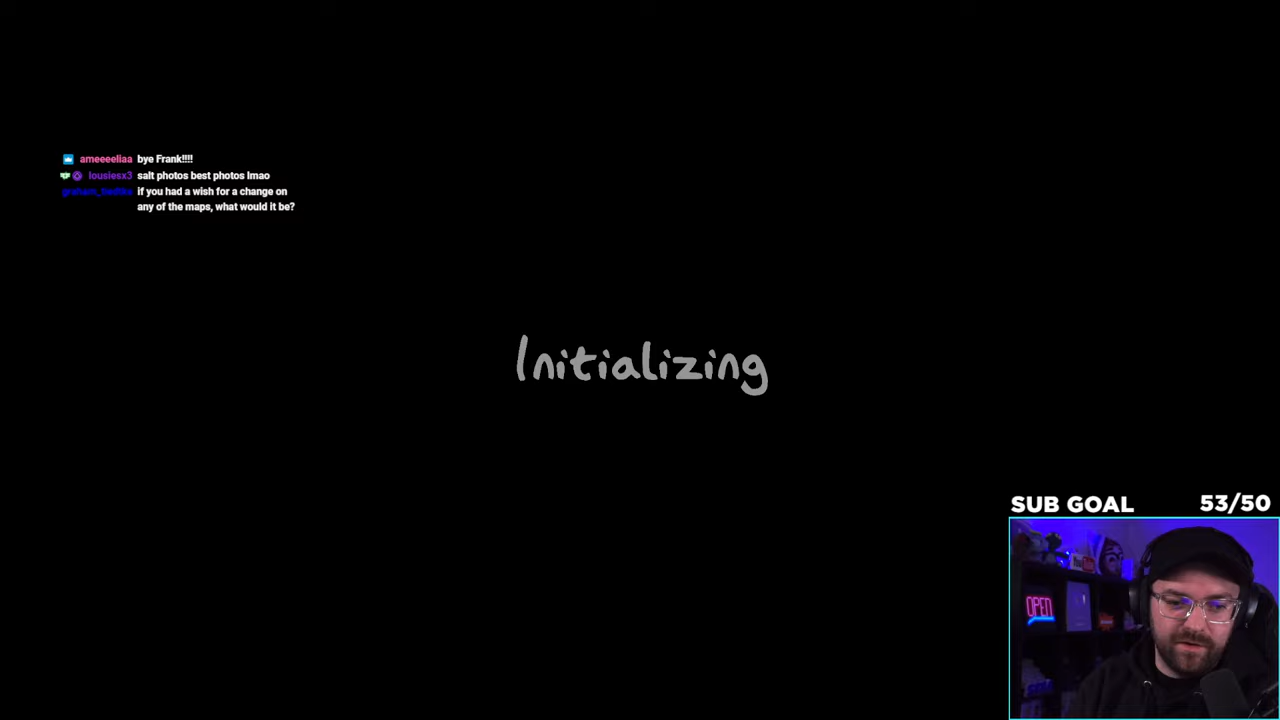 ameeeeliaa bye Frank!!!!
lousiesx3 salt photos best photos lmao
if you had a wish for a change on
any of the maps, what would it be?
Initializing
SUB GOAL 53/50
OPEN